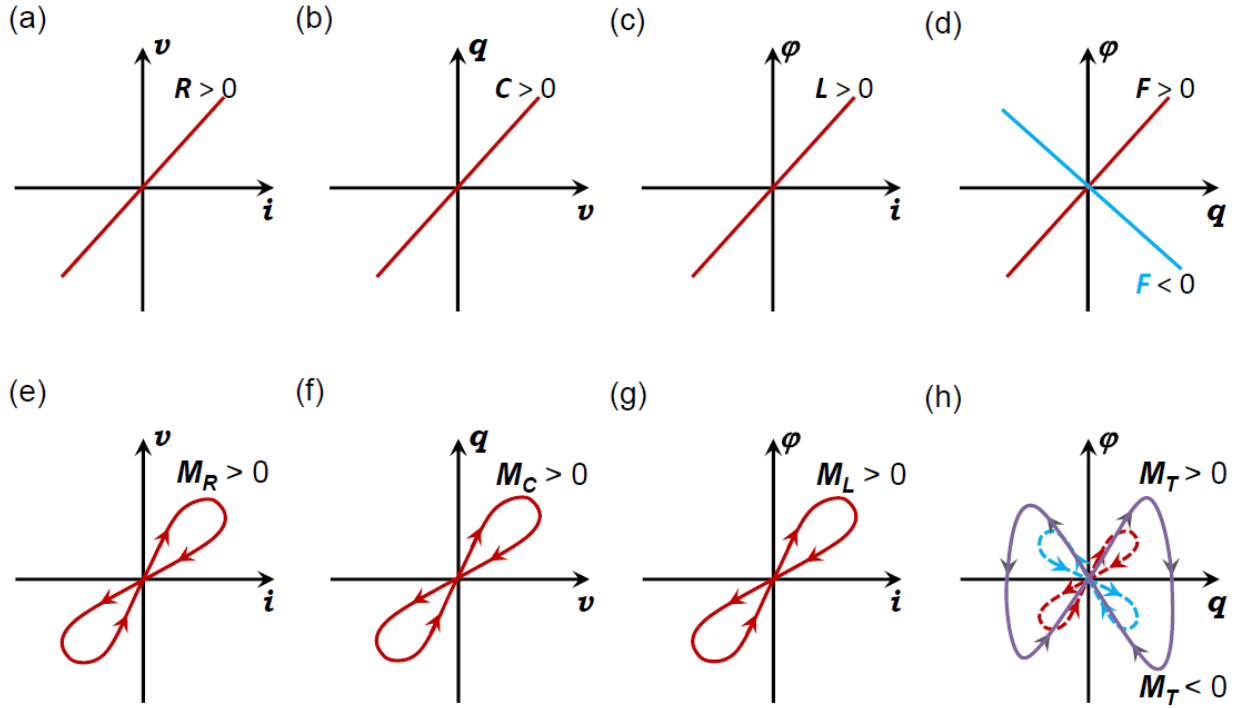 (a)
(b)
(c)
(d)
v
q
φ
φ
R > 0
C > 0
L > 0
F > 0
i
v
i
q
F < 0
(e)
(f)
(g)
(h)
v
q
φ
φ
M_R > 0
M_C > 0
M_L > 0
M_T > 0
i
v
i
q
M_T < 0